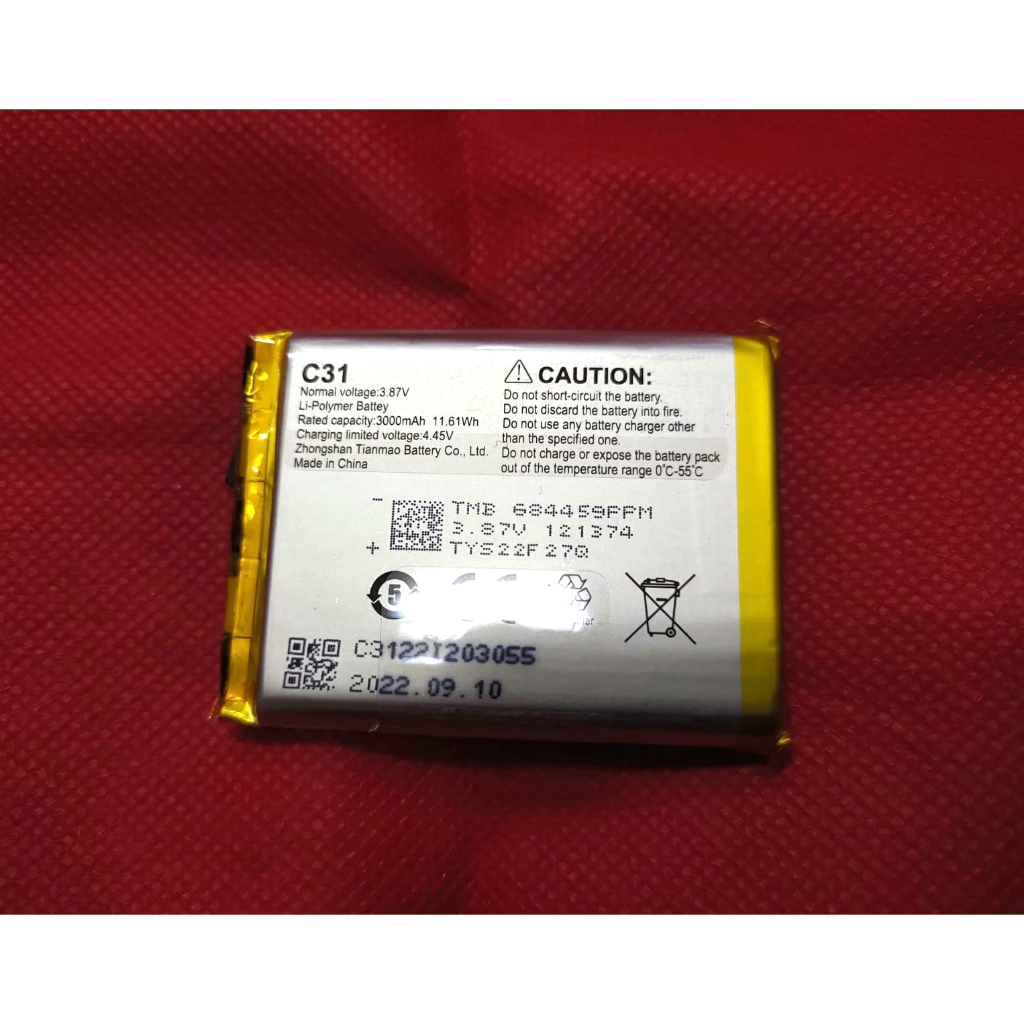 C31
Normal voltage:3.87V
Li-Polymer Battey
Rated capacity:3000mAh 11.61Wh
Charging limited voltage:4.45V
Zhongshan Tianmao Battery Co., Ltd.
Made in China
CAUTION:
Do not short-circuit the battery.
Do not discard the battery into fire.
Do not use any battery charger other
than the specified one.
Do not charge or expose the battery pack
out of the temperature range 0°C-55°C
-
TMB 684459PPM
3.87V 121374
+
TYS22F27Q
5
C31221203055
2022.09.10